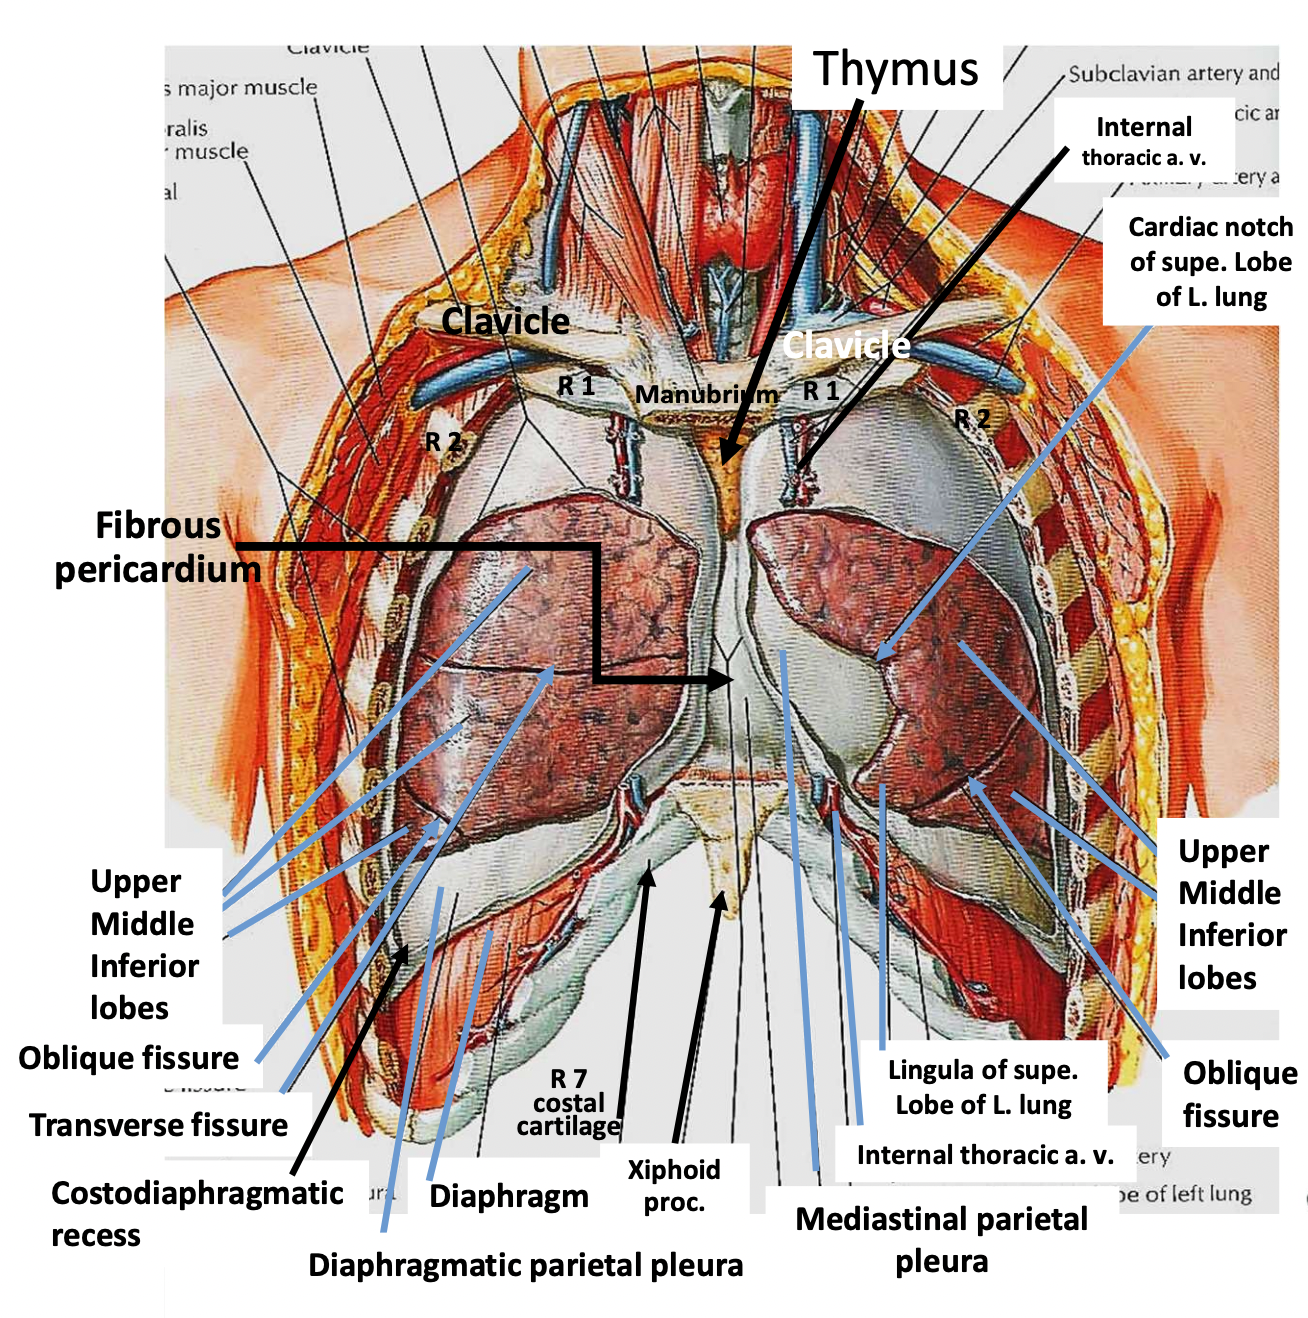 Clavicle
Thymus
Subclavian artery and
s major muscle
Internal
thoracic a. v.
cic ar
ralis
muscle
tery a
al
Cardiac notch
of supe. Lobe
of L. lung
Clavicle
Clavicle
R 1
Manubrium
R 1
R 2
R 2
Fibrous
pericardium
Upper
Middle
Inferior
lobes
Upper
Middle
Inferior
lobes
Oblique fissure
Transverse fissure
Costodiaphragmatic
recess
R 7
costal
cartilage
Xiphoid
proc.
Diaphragm
Diaphragmatic parietal pleura
Lingula of supe.
Lobe of L. lung
Oblique
fissure
Internal thoracic a. v.
tery
be of left lung
Mediastinal parietal
pleura